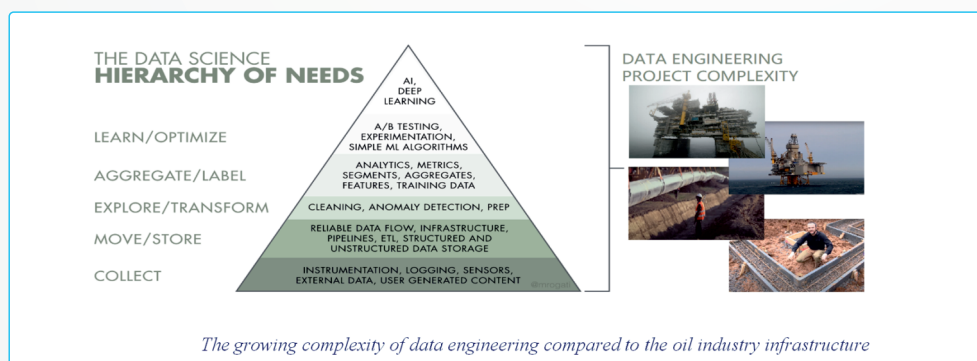 THE DATA SCIENCE
HIERARCHY OF NEEDS
LEARN/OPTIMIZE
AGGREGATE/LABEL
EXPLORE/TRANSFORM
MOVE/STORE
COLLECT
AI,
DEEP
LEARNING
A/B TESTING,
EXPERIMENTATION,
SIMPLE ML ALGORITHMS
ANALYTICS, METRICS,
SEGMENTS, AGGREGATES,
FEATURES, TRAINING DATA
CLEANING, ANOMALY DETECTION, PREP
RELIABLE DATA FLOW, INFRASTRUCTURE,
PIPELINES, ETL, STRUCTURED AND
UNSTRUCTURED DATA STORAGE
INSTRUMENTATION, LOGGING, SENSORS,
EXTERNAL DATA, USER GENERATED CONTENT
@mrogati
DATA ENGINEERING
PROJECT COMPLEXITY
The growing complexity of data engineering compared to the oil industry infrastructure